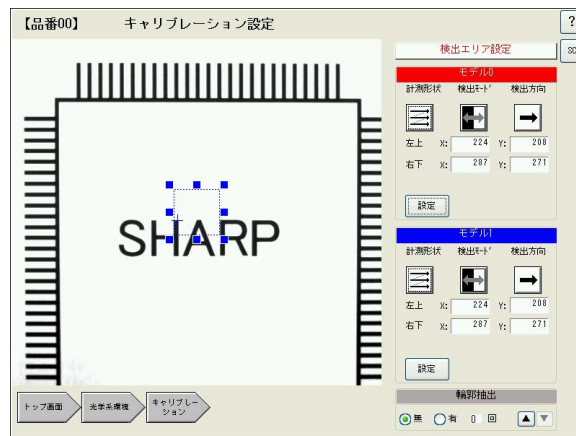 【品番00】 キャリブレーション設定
?
検出エリア設定
モデル0
計測形状 検出モード 検出方向
左上 X: 224 Y: 208
右下 X: 287 Y: 271
設定
SHARP
モデル1
計測形状 検出モード 検出方向
左上 X: 224 Y: 208
右下 X: 287 Y: 271
設定
輪郭抽出
無 有 0 回
トップ画面
光学系環境
キャリブレー
ション